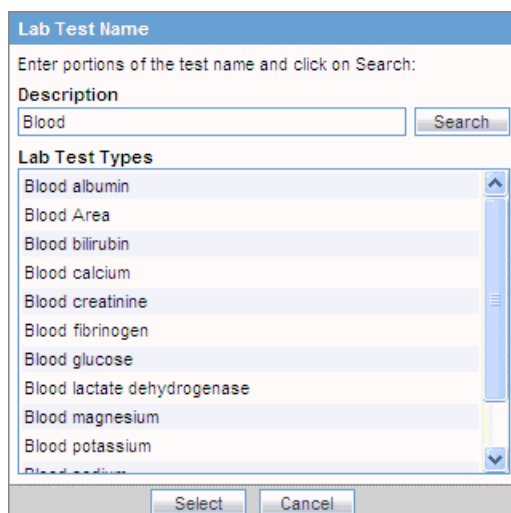 Lab Test Name
Enter portions of the test name and click on Search:
Description
Blood Search
Lab Test Types
Blood albumin
Blood Area
Blood bilirubin
Blood calcium
Blood creatinine
Blood fibrinogen
Blood glucose
Blood lactate dehydrogenase
Blood magnesium
Blood potassium
Blood sodium
Select Cancel